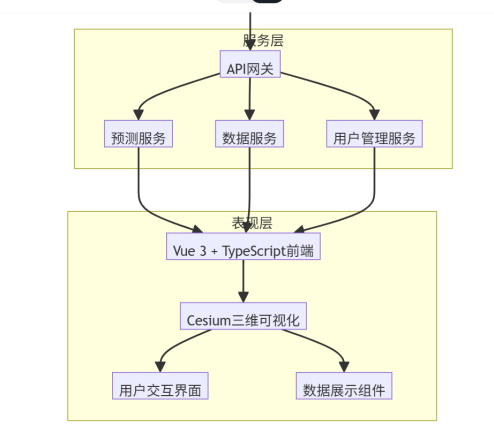 服务层
API网关
预测服务
数据服务
用户管理服务
表现层
Vue 3 + TypeScript前端
Cesium三维可视化
用户交互界面
数据展示组件